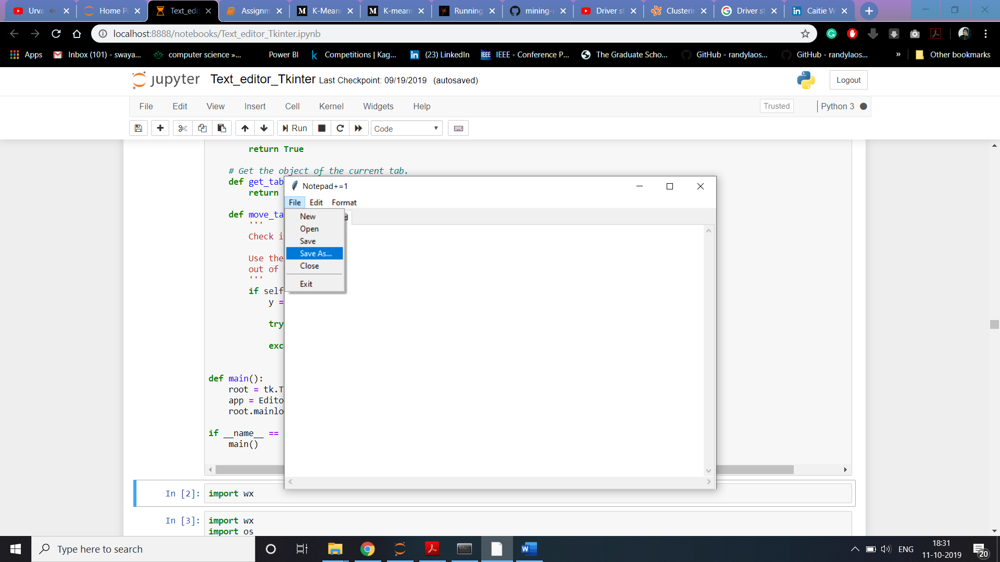 Urva
Home Pa
Text_edi
Assignm
K-Means
K-means
Running
mining-r
Driver st
Clusterin
Driver st
Caitie W
localhost:8888/notebooks/Text_editor_Tkinter.ipynb
Apps
Inbox (101) - swaya...
computer science »...
Power BI
Competitions | Kag...
(23) LinkedIn
IEEE - Conference P...
The Graduate Scho...
GitHub - randylaos...
GitHub - randylaos...
»
Other bookmarks
jupyter Text_editor_Tkinter Last Checkpoint: 09/19/2019 (autosaved)
Logout
File Edit View Insert Cell Kernel Widgets Help
Trusted
Python 3
Run
Code
return True
# Get the object of the current tab.
def get_tab
return
def move_ta
'''
Check i
Use the
out of
'''
if self
y =
try
exc
def main():
root = tk.T
app = Edito
root.mainlo
if __name__ ==
main()
Notepad+=1
File Edit Format
New
Open
Save
Save As...
Close
Exit
In [2]: import wx
In [3]: import wx
import os
Type here to search
ENG
18:31
11-10-2019
20